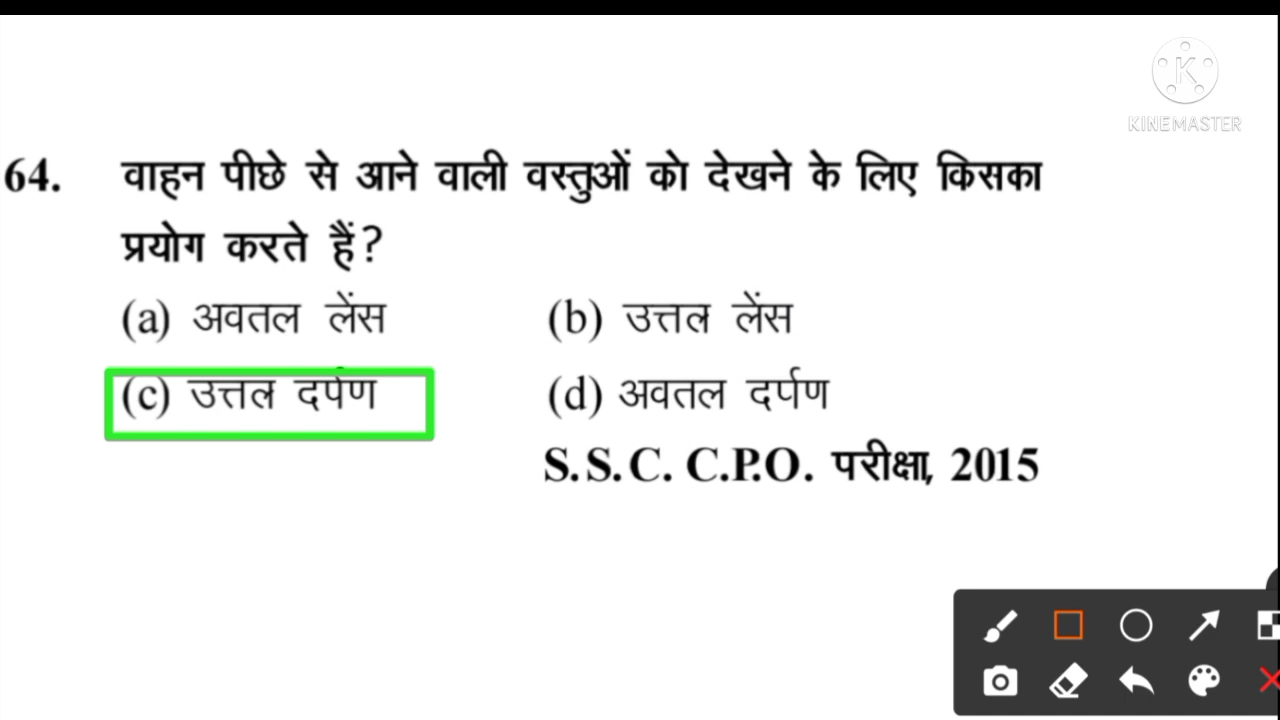 KINEMASTER
64. वाहन पीछे से आने वाली वस्तुओं को देखने के लिए किसका
प्रयोग करते हैं?
(a) अवतल लेंस (b) उत्तल लेंस
(c) उत्तल दर्पण (d) अवतल दर्पण
S.S.C. C.P.O. परीक्षा, 2015